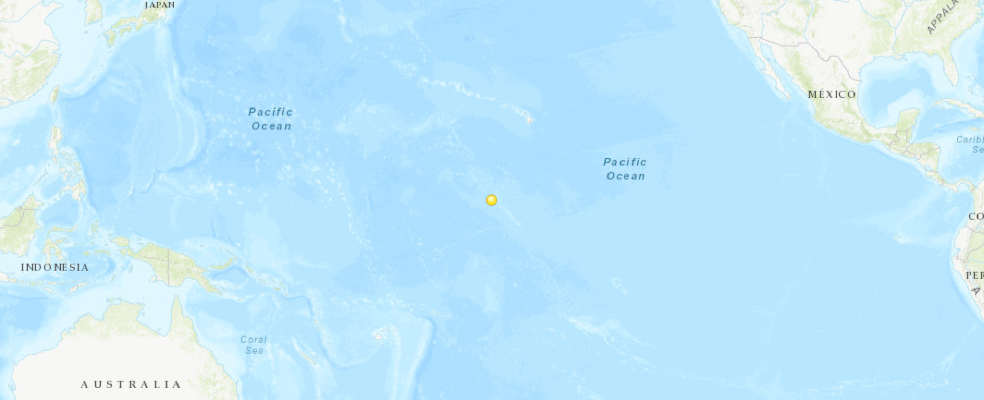 JAPAN
APPALA
MÉXICO
Pacific
Ocean
Caribb
Se
Pacific
Ocean
CO
INDONESIA
PER
A
Coral
Sea
AUSTRALIA